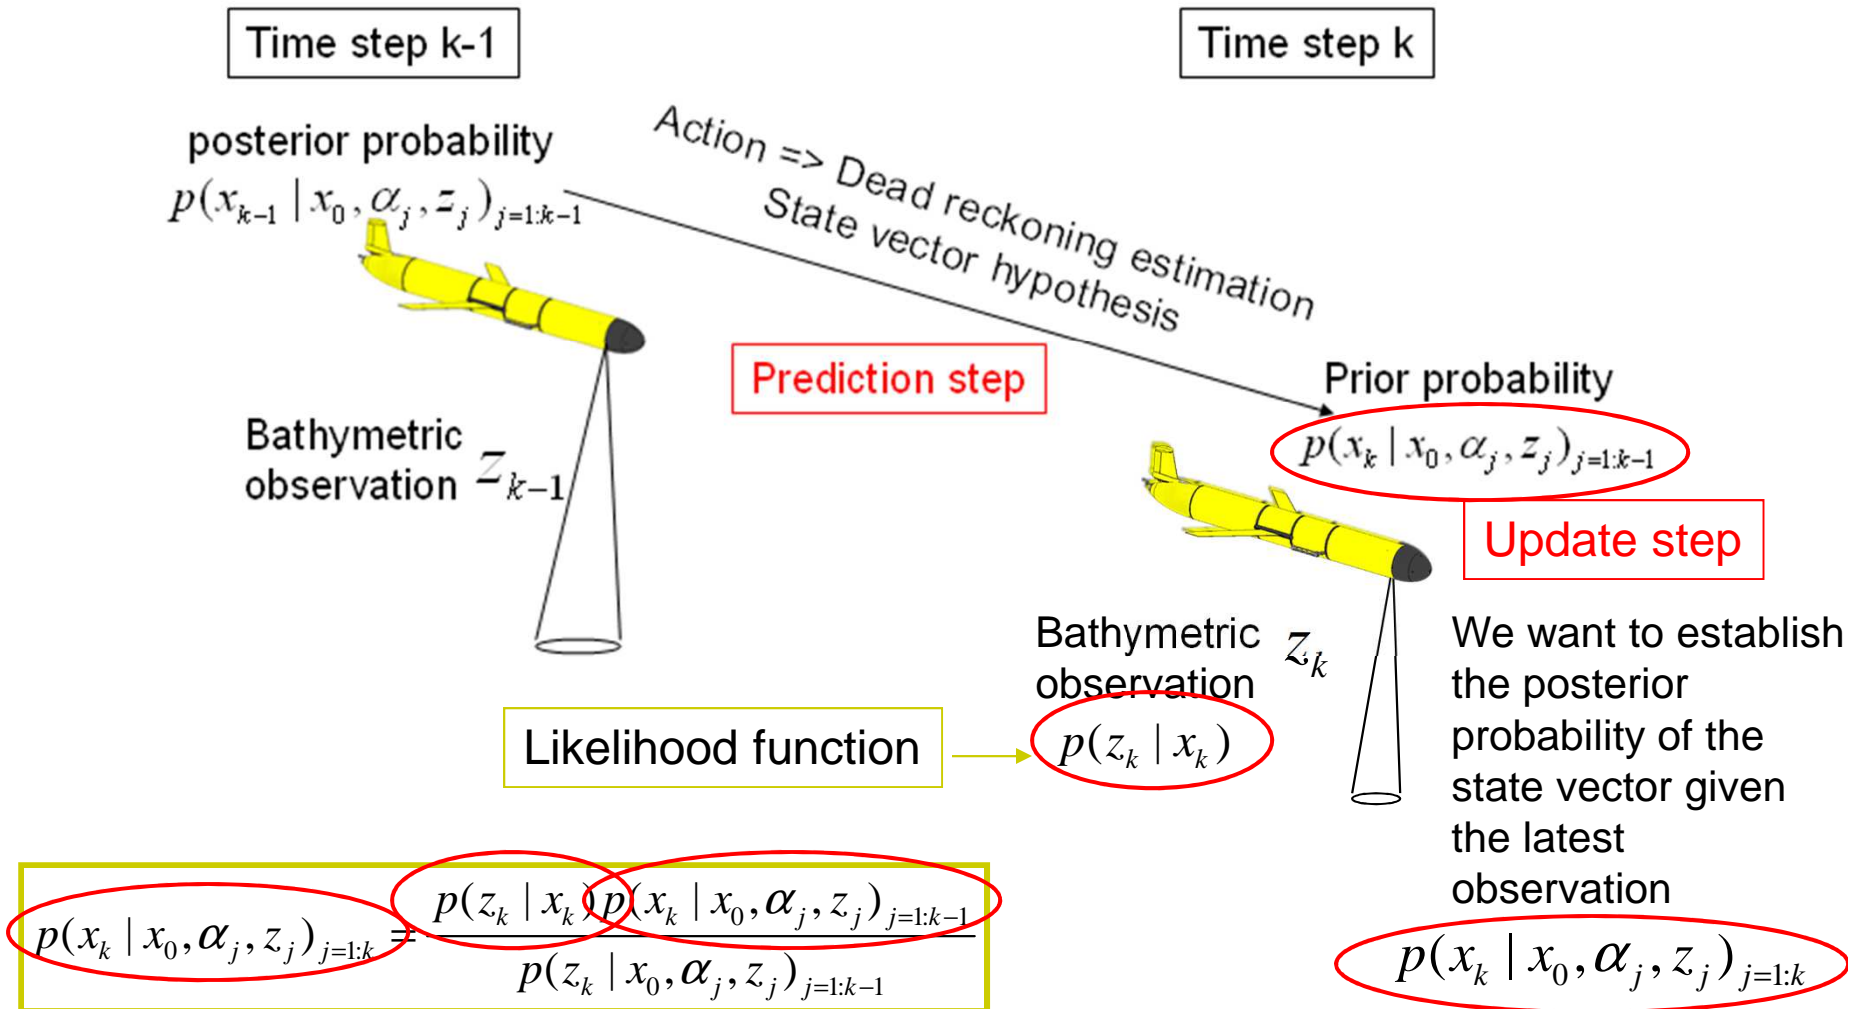 Time step k-1
Time step k
posterior probability
p(x_{k-1} | x_0, α_j, z_j)_{j=1:k-1}
Action => Dead reckoning estimation
State vector hypothesis
Prediction step
Prior probability
p(x_k | x_0, α_j, z_j)_{j=1:k-1}
Bathymetric
observation z_{k-1}
Update step
Bathymetric
observation z_k
p(z_k | x_k)
Likelihood function
We want to establish
the posterior
probability of the
state vector given
the latest
observation
p(x_k | x_0, α_j, z_j)_{j=1:k}
p(x_k | x_0, α_j, z_j)_{j=1:k} = \frac{p(z_k | x_k) p(x_k | x_0, α_j, z_j)_{j=1:k-1}}{p(z_k | x_0, α_j, z_j)_{j=1:k-1}}